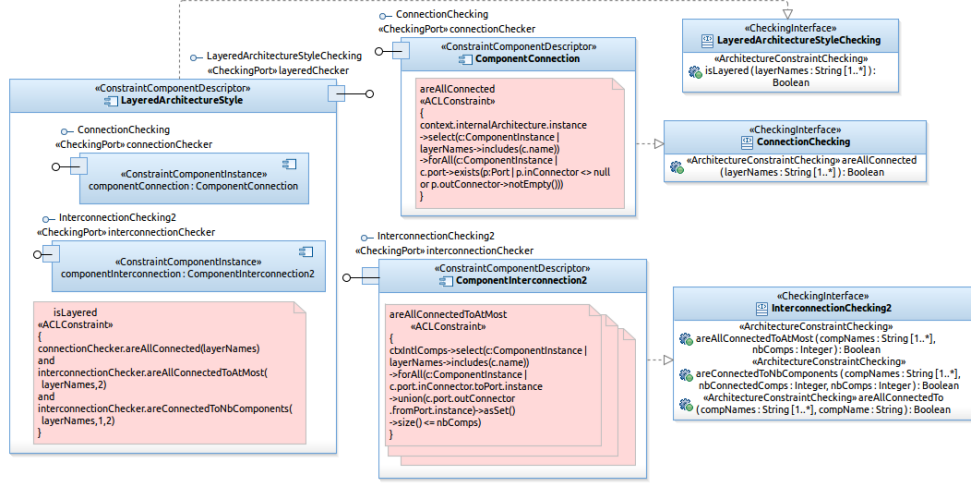 ConnectionChecking
«CheckingPort» connectionChecker
«ConstraintComponentDescriptor»
ComponentConnection
areAllConnected
«ACLConstraint»
{
context.internalArchitecture.instance
->select(c:ComponentInstance |
layerNames->includes(c.name))
->forAll(c:ComponentInstance |
c.port->exists(p:Port | p.inConnector <> null
or p.outConnector->notEmpty()))
}
«CheckingInterface»
LayeredArchitectureStyleChecking
«ArchitectureConstraintChecking»
isLayered ( layerNames : String [1..*] ) :
Boolean
LayeredArchitectureStyleChecking
«CheckingPort» layeredChecker
«ConstraintComponentDescriptor»
LayeredArchitectureStyle
ConnectionChecking
«CheckingPort» connectionChecker
«ConstraintComponentInstance»
componentConnection : ComponentConnection
InterconnectionChecking2
«CheckingPort» interconnectionChecker
«ConstraintComponentInstance»
componentInterconnection : ComponentInterconnection2
isLayered
«ACLConstraint»
{
connectionChecker.areAllConnected(layerNames)
and
interconnectionChecker.areAllConnectedToAtMost(
layerNames,2)
and
interconnectionChecker.areConnectedToNbComponents(
layerNames,1,2)
}
«CheckingInterface»
ConnectionChecking
«ArchitectureConstraintChecking» areAllConnected
( layerNames : String [1..*] ) : Boolean
InterconnectionChecking2
«CheckingPort» interconnectionChecker
«ConstraintComponentDescriptor»
ComponentInterconnection2
areAllConnectedToAtMost
«ACLConstraint»
{
ctxIntlComps->select(c:ComponentInstance |
layerNames->includes(c.name))
->forAll(c:ComponentInstance |
c.port.inConnector.toPort.instance
->union(c.port.outConnector
.fromPort.instance)->asSet()
->size() <= nbComps)
}
«CheckingInterface»
InterconnectionChecking2
«ArchitectureConstraintChecking»
areAllConnectedToAtMost ( compNames : String [1..*],
nbComps : Integer ) : Boolean
«ArchitectureConstraintChecking»
areConnectedToNbComponents ( compNames : String [1..*],
nbConnectedComps : Integer, nbComps : Integer ) : Boolean
«ArchitectureConstraintChecking» areAllConnectedTo
( compNames : String [1..*], compName : String ) : Boolean